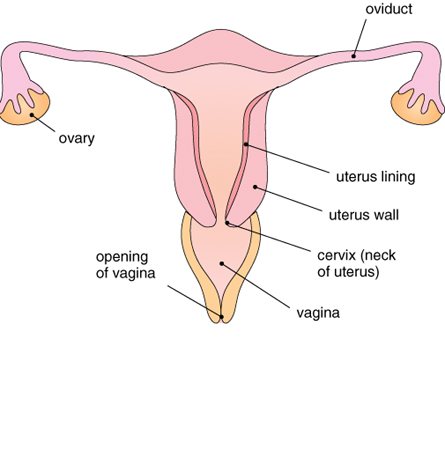 oviduct
ovary
uterus lining
uterus wall
cervix (neck
of uterus)
opening
of vagina
vagina